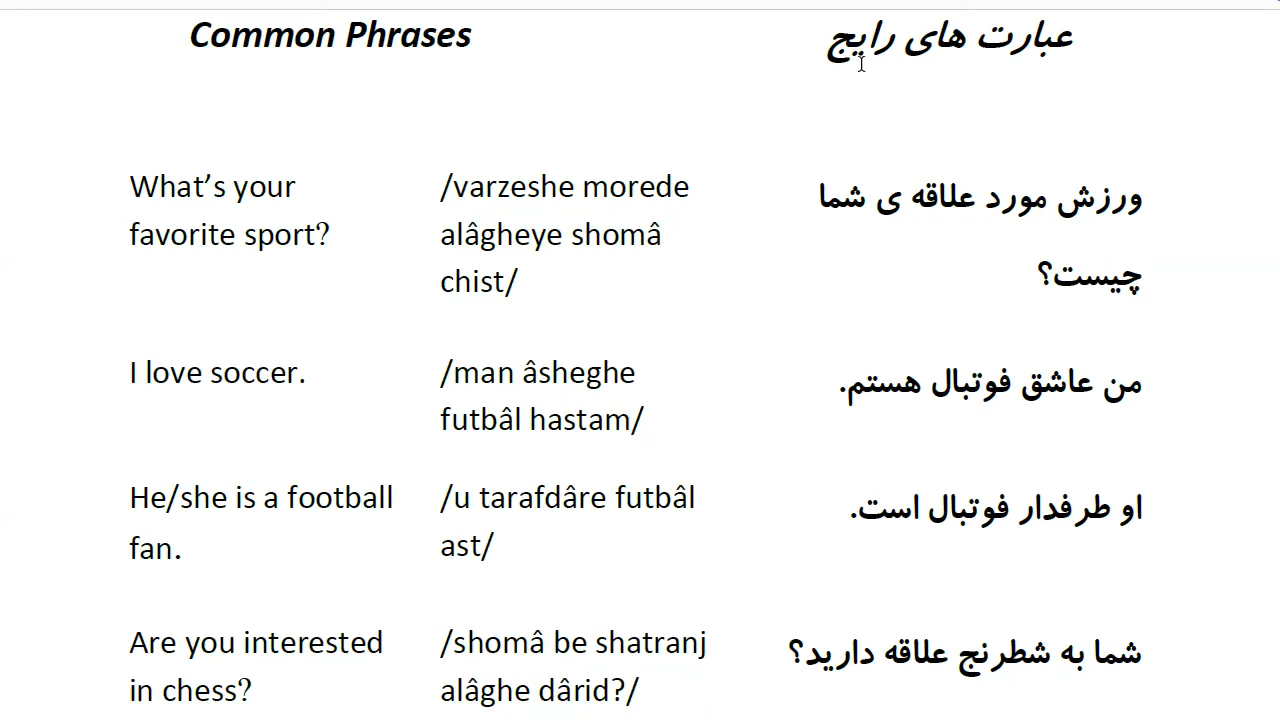 Common Phrases عبارت های رایج
What’s your /varzeshe morede ورزش مورد علاقه ی شما
favorite sport? alâgheye shomâ
chist/ چیست؟
I love soccer. /man âsheghe من عاشق فوتبال هستم.
futbâl hastam/
He/she is a football /u tarafdâre futbâl او طرفدار فوتبال است.
fan. ast/
Are you interested /shomâ be shatranj شما به شطرنج علاقه دارید؟
in chess? alâghe dârid?/